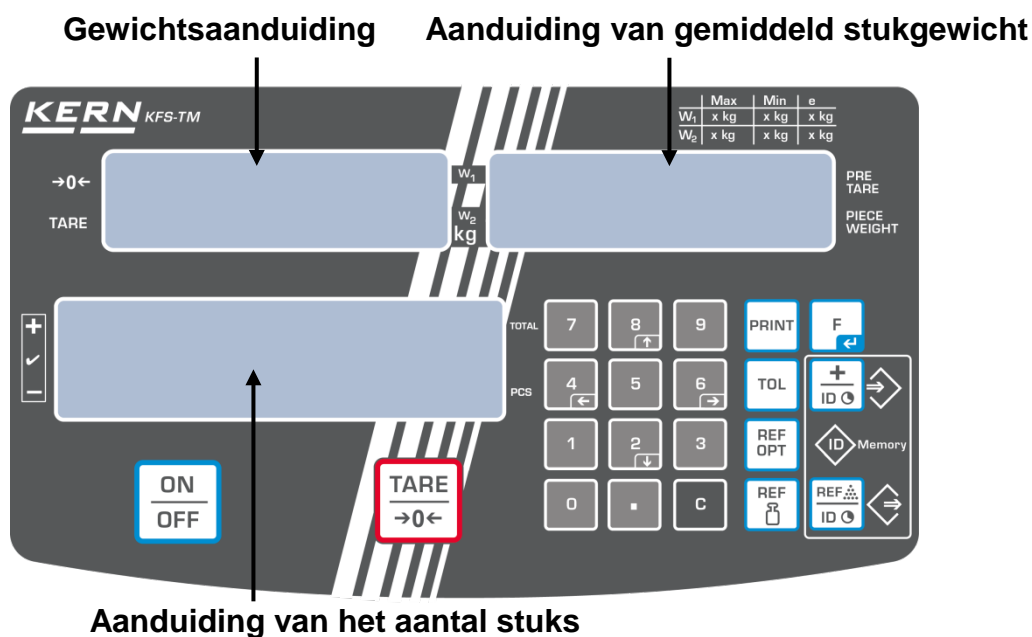 Gewichtsaanduiding Aanduiding van gemiddeld stukgewicht
KERN KFS-TM
Max Min e
W1 x kg x kg x kg
W2 x kg x kg x kg
→0←
TARE
W1
W2
kg
PRE
TARE
PIECE
WEIGHT
+
✓
−
TOTAL
PCS
7 8 9 PRINT F
↑ ↵
4 5 6 TOL + ⇒
← → ID
1 2 3 REF OPT ID Memory
↓
0 . C REF REF ⇒
ID
ON
OFF
TARE
→0←
Aanduiding van het aantal stuks